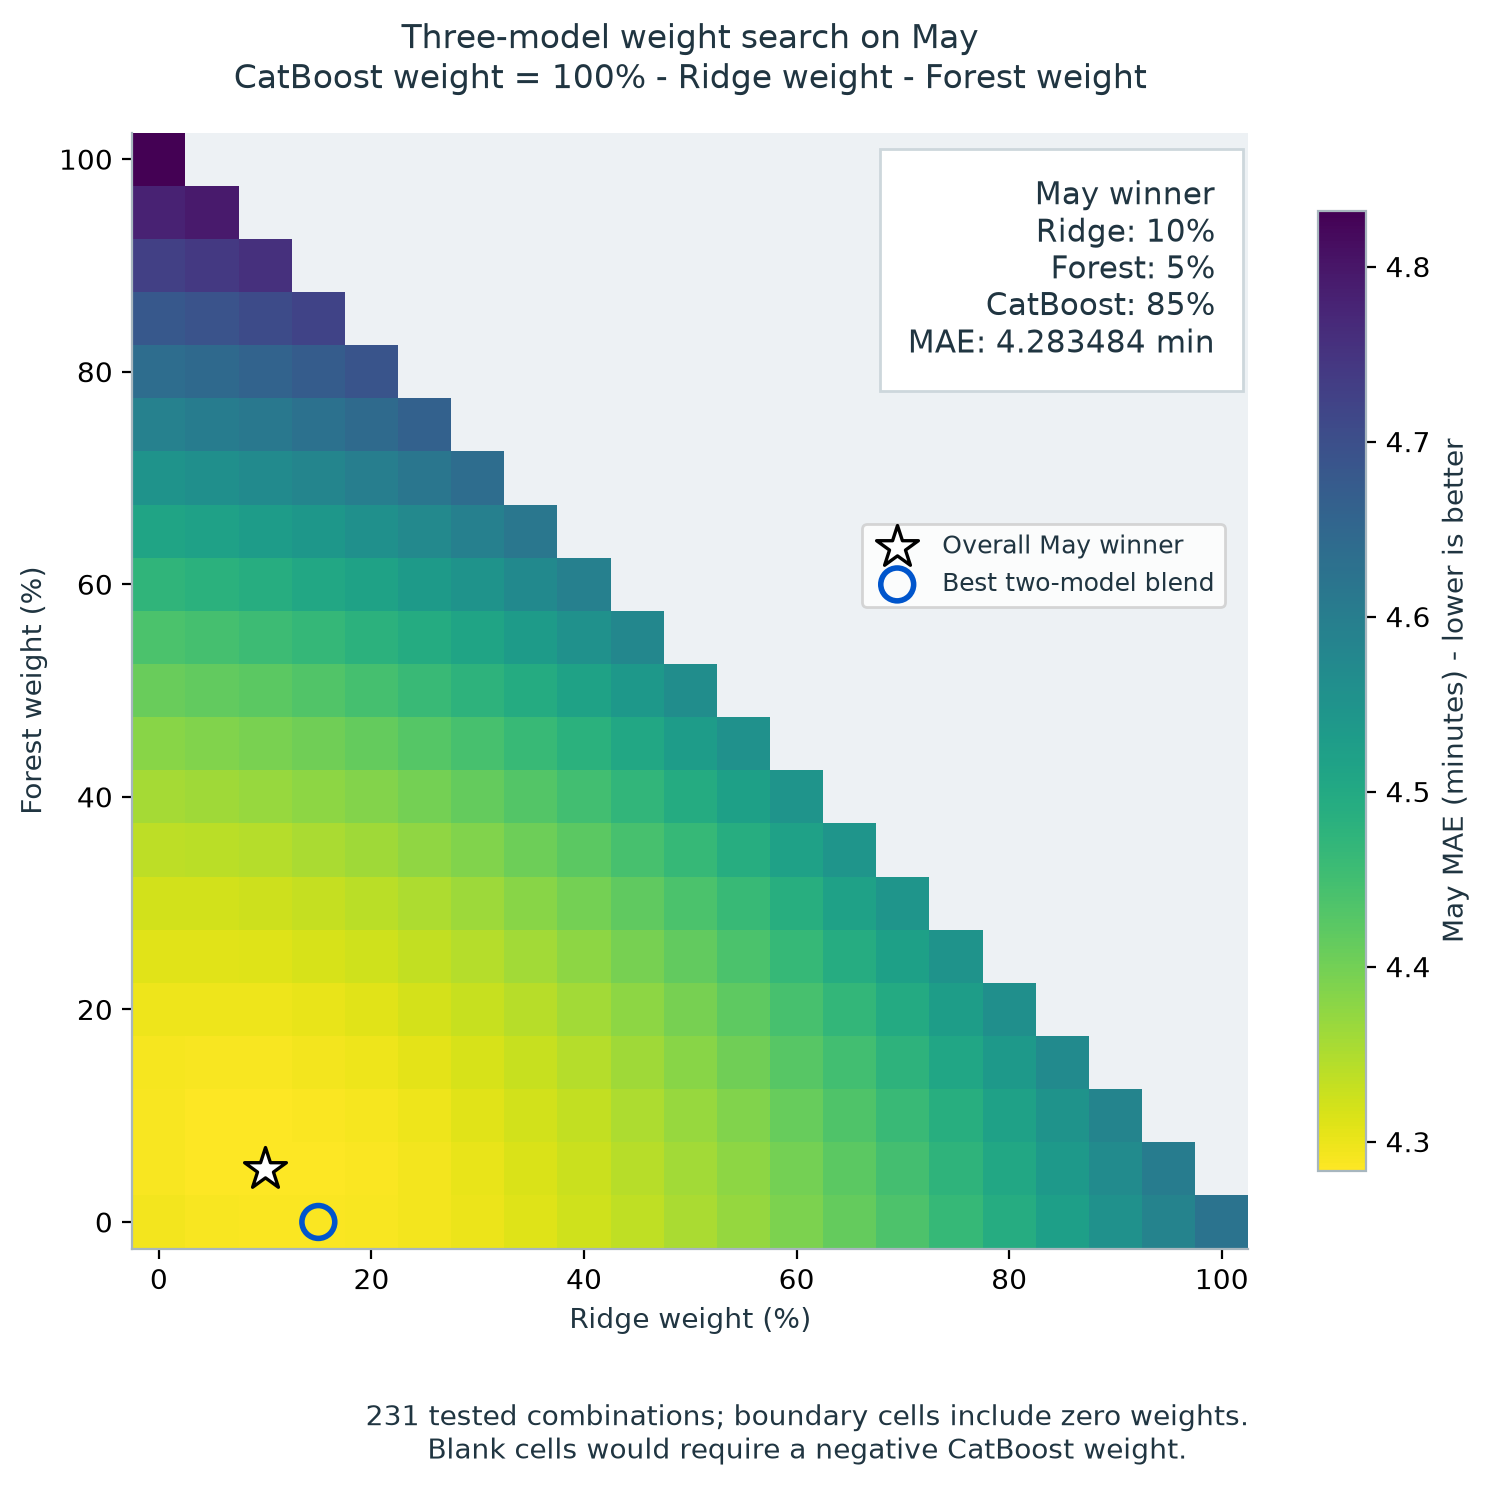 Three-model weight search on May
CatBoost weight = 100% - Ridge weight - Forest weight
May winner
Ridge: 10%
Forest: 5%
CatBoost: 85%
MAE: 4.283484 min
Overall May winner
Best two-model blend
Forest weight (%)
100
80
60
40
20
0
0 20 40 60 80 100
Ridge weight (%)
4.8
4.7
4.6
4.5
4.4
4.3
May MAE (minutes) - lower is better
231 tested combinations; boundary cells include zero weights.
Blank cells would require a negative CatBoost weight.